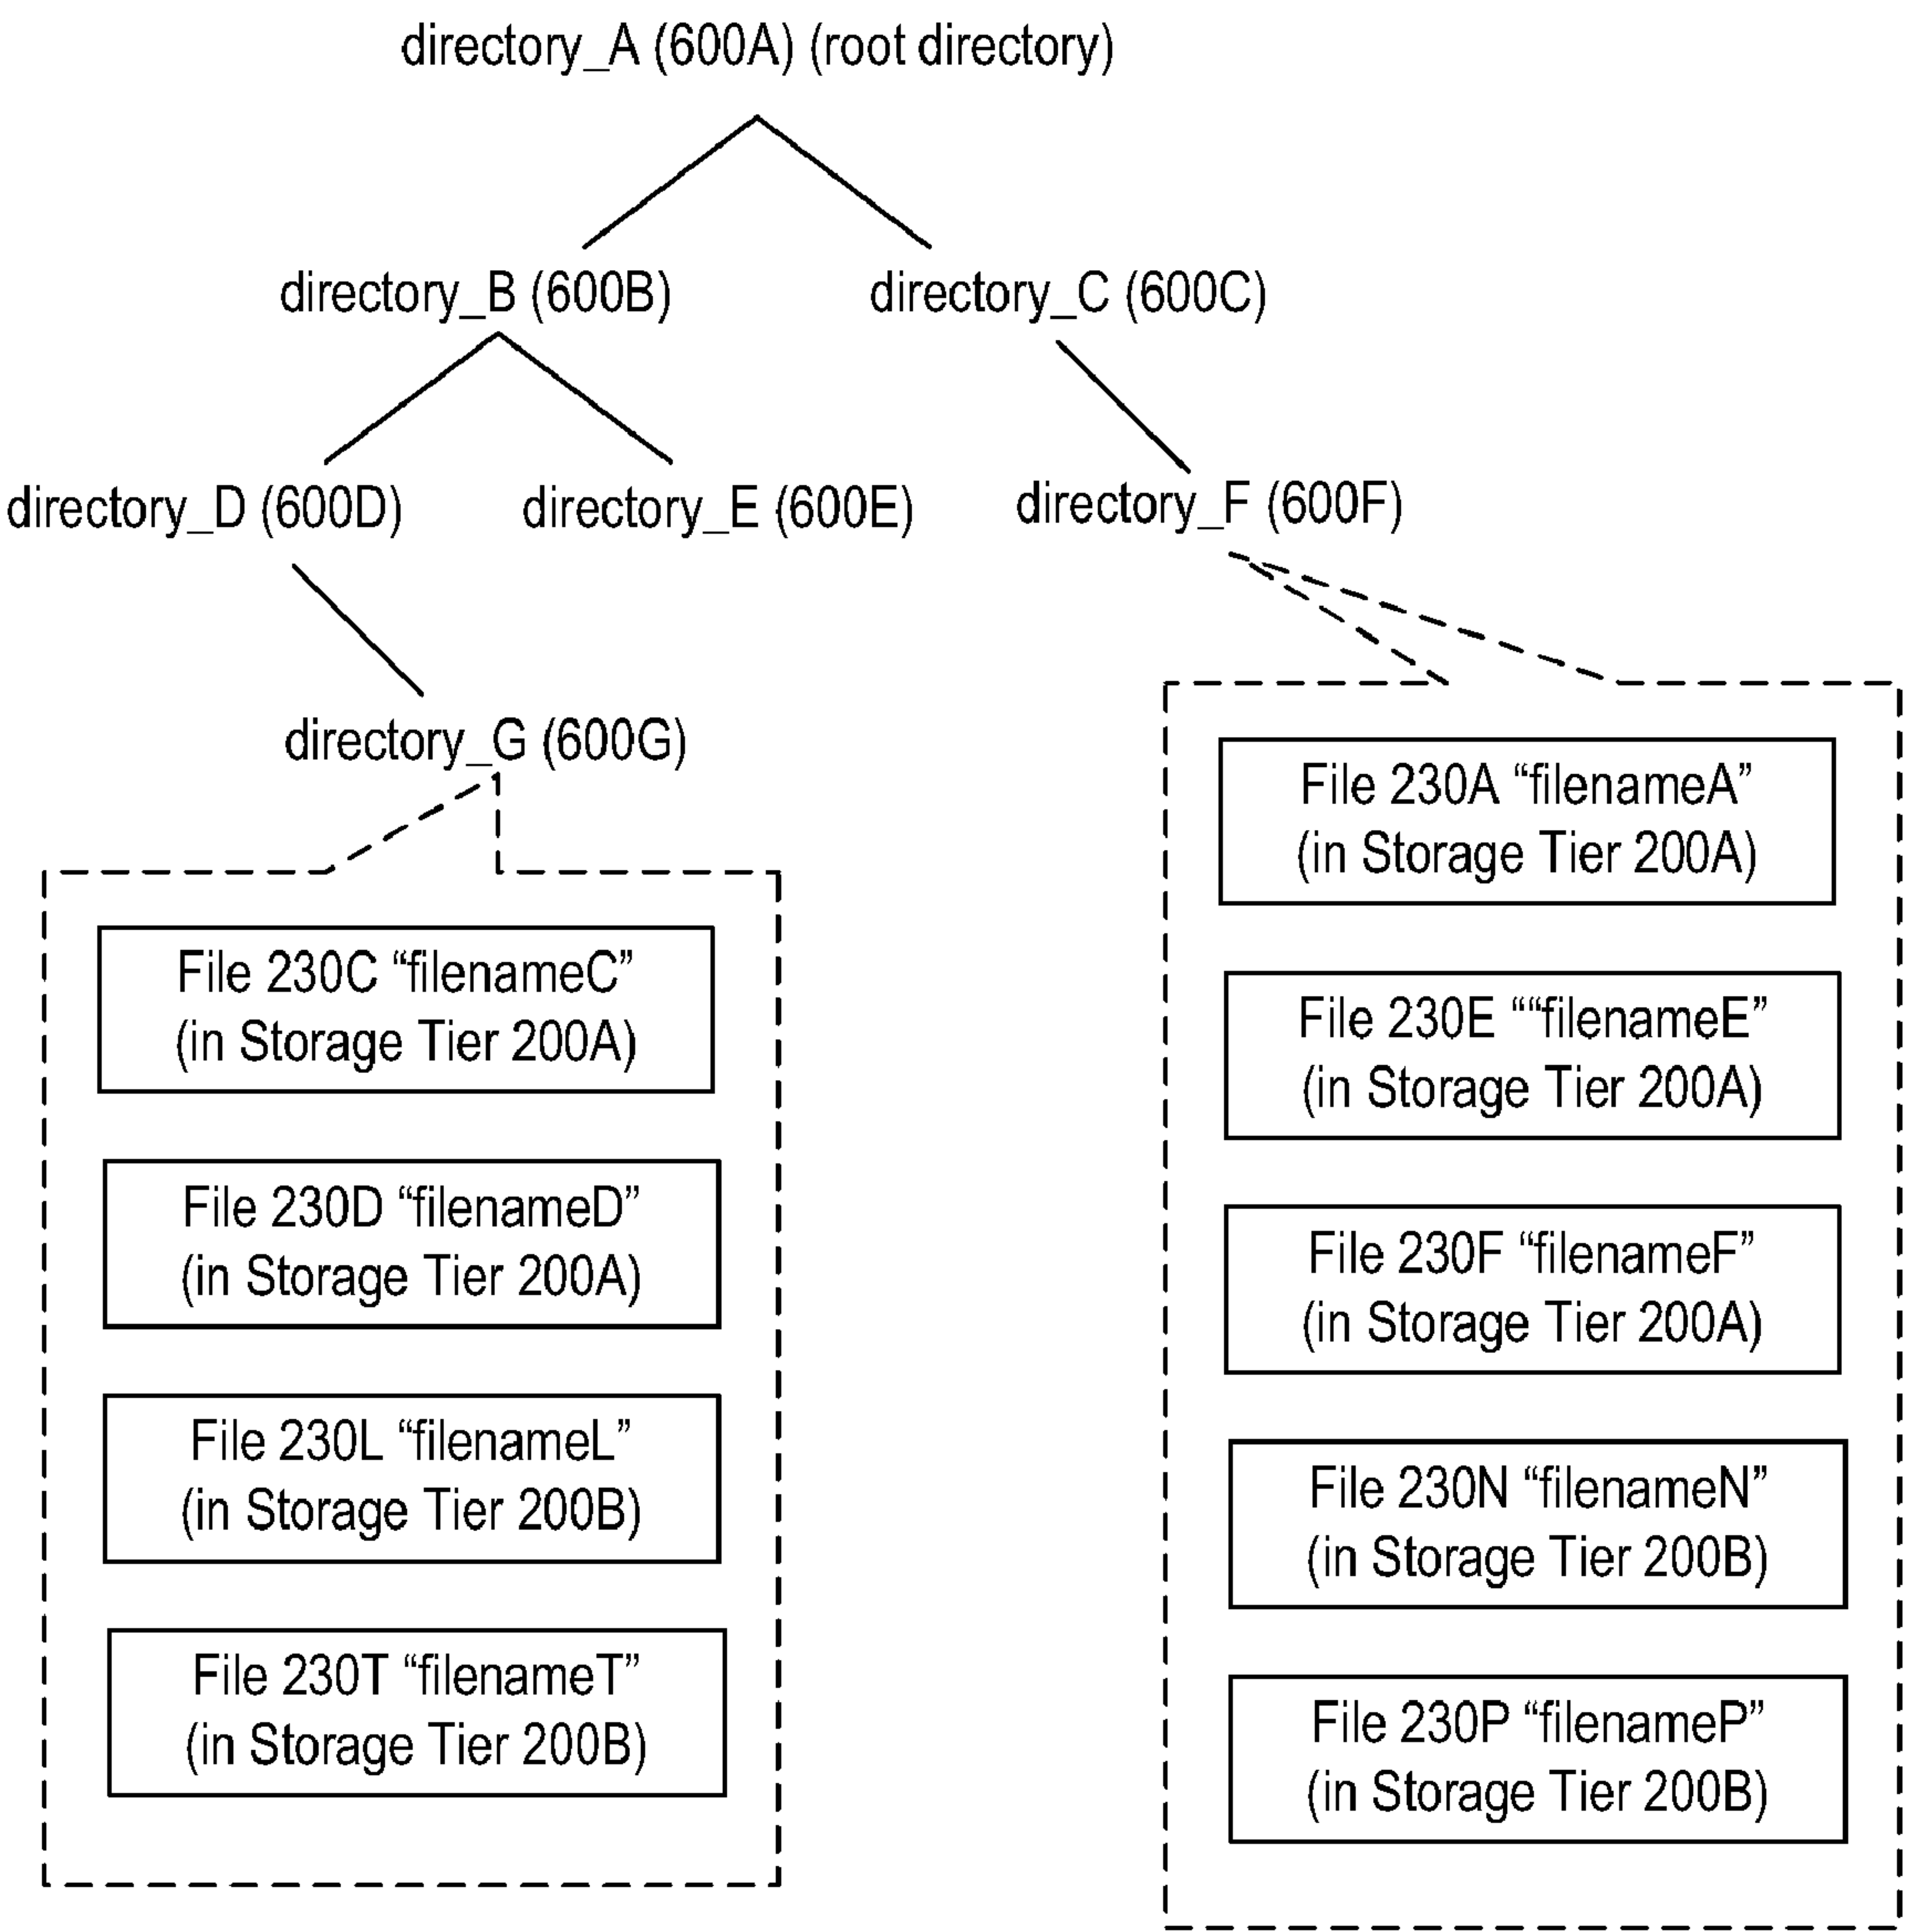 directory_A (600A) (root directory)
directory_B (600B)
directory_C (600C)
directory_D (600D)
directory_E (600E)
directory_F (600F)
directory_G (600G)
File 230C “filenameC”
(in Storage Tier 200A)
File 230D “filenameD”
(in Storage Tier 200A)
File 230L “filenameL”
(in Storage Tier 200B)
File 230T “filenameT”
(in Storage Tier 200B)
File 230A “filenameA”
(in Storage Tier 200A)
File 230E ““filenameE”
(in Storage Tier 200A)
File 230F “filenameF”
(in Storage Tier 200A)
File 230N “filenameN”
(in Storage Tier 200B)
File 230P “filenameP”
(in Storage Tier 200B)